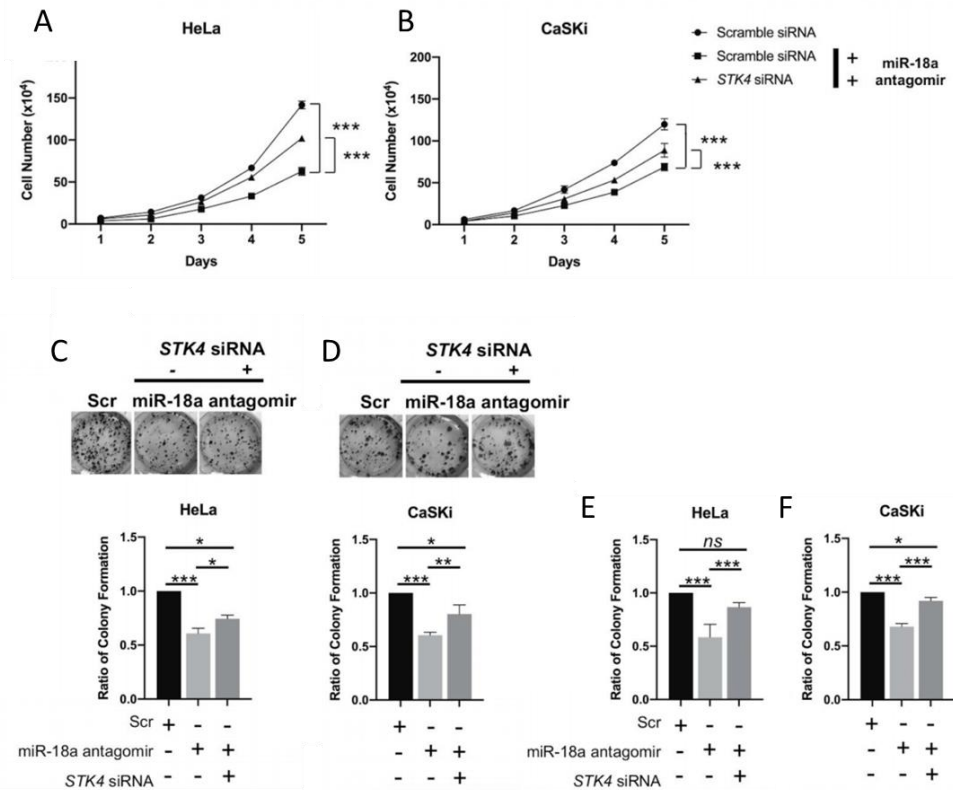 A
HeLa
Cell Number (x10⁴)
150
100
50
0
1 2 3 4 5
Days
***
***
B
CaSKi
Cell Number (x10⁴)
200
150
100
50
0
1 2 3 4 5
Days
***
***
Scramble siRNA
Scramble siRNA +
STK4 siRNA +
miR-18a
antagomir
C
STK4 siRNA
- +
Scr miR-18a antagomir
HeLa
Ratio of Colony Formation
1.5
1.0
0.5
0.0
*
*
***
Scr + - -
miR-18a antagomir - + +
STK4 siRNA - - +
D
STK4 siRNA
- +
Scr miR-18a antagomir
CaSKi
Ratio of Colony Formation
1.5
1.0
0.5
0.0
*
**
***
+ - -
- + +
- - +
E
HeLa
Ratio of Colony Formation
1.5
1.0
0.5
0.0
ns
***
***
Scr + - -
miR-18a antagomir - + +
STK4 siRNA - - +
F
CaSKi
Ratio of Colony Formation
1.5
1.0
0.5
0.0
*
***
***
+ - -
- + +
- - +